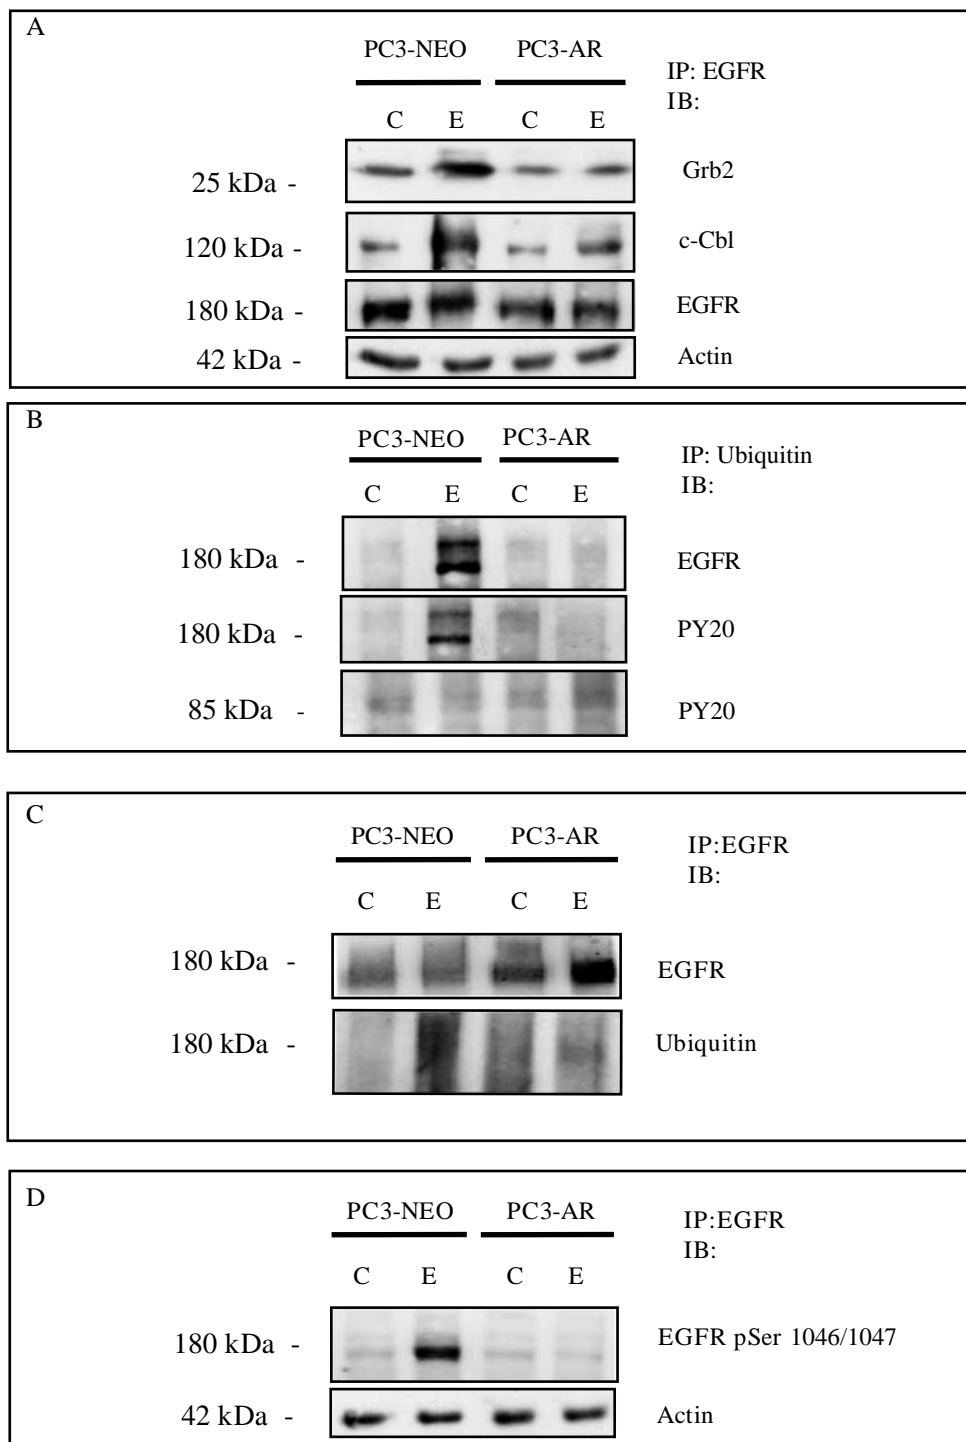 A
PC3-NEO PC3-AR
IP: EGFR
IB:
C E C E
25 kDa - Grb2
120 kDa - c-Cbl
180 kDa - EGFR
42 kDa - Actin
B
PC3-NEO PC3-AR
IP: Ubiquitin
IB:
C E C E
180 kDa - EGFR
180 kDa - PY20
85 kDa - PY20
C
PC3-NEO PC3-AR
IP:EGFR
IB:
C E C E
180 kDa - EGFR
180 kDa - Ubiquitin
D
PC3-NEO PC3-AR
IP:EGFR
IB:
C E C E
180 kDa - EGFR pSer 1046/1047
42 kDa - Actin